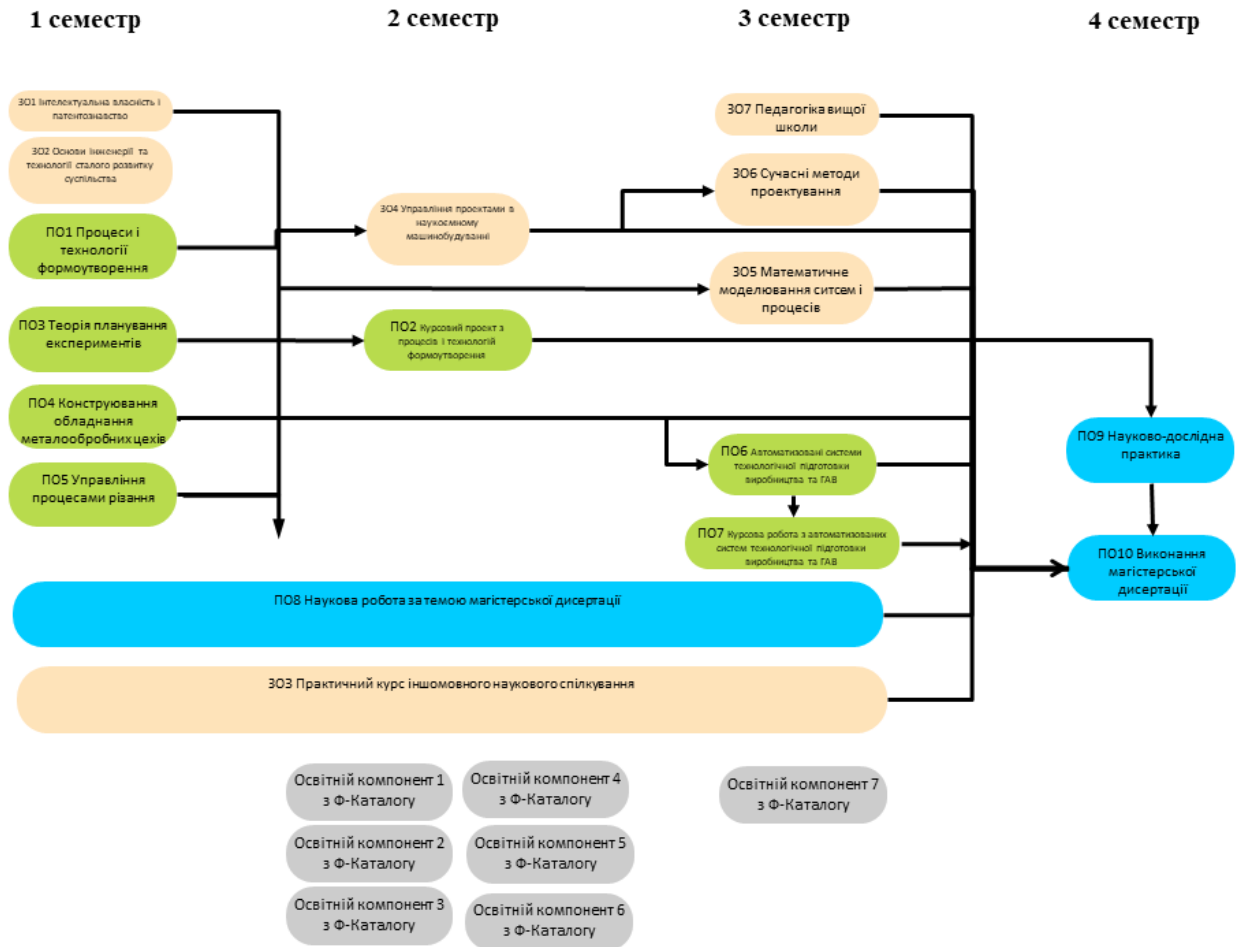 1 семестр
2 семестр
3 семестр
4 семестр
ЗО1 Інтелектуальна власність і
патентознавство
ЗО2 Основи інженерії та
технології сталого розвитку
суспільства
ПО1 Процеси і
технології
формоутворення
ПО3 Теорія планування
експериментів
ПО4 Конструювання
обладнання
металообробних цехів
ПО5 Управління
процесами різання
ЗО4 Управління проектами в
наукоємному
машинобудуванні
ПО2 Курсовий проект з
процесів і технологій
формоутворення
ЗО7 Педагогіка вищої
школи
ЗО6 Сучасні методи
проектування
ЗО5 Математичне
моделювання ситсем і
процесів
ПО6 Автоматизовані системи
технологічної підготовки
виробництва та ГАВ
ПО7 Курсова робота з автоматизованих
систем технологічної підготовки
виробництва та ГАВ
ПО9 Науково-дослідна
практика
ПО10 Виконання
магістерської
дисертації
ПО8 Наукова робота за темою магістерської дисертації
ЗО3 Практичний курс іншомовного наукового спілкування
Освітній компонент 1
з Ф-Каталогу
Освітній компонент 4
з Ф-Каталогу
Освітній компонент 7
з Ф-Каталогу
Освітній компонент 2
з Ф-Каталогу
Освітній компонент 5
з Ф-Каталогу
Освітній компонент 3
з Ф-Каталогу
Освітній компонент 6
з Ф-Каталогу